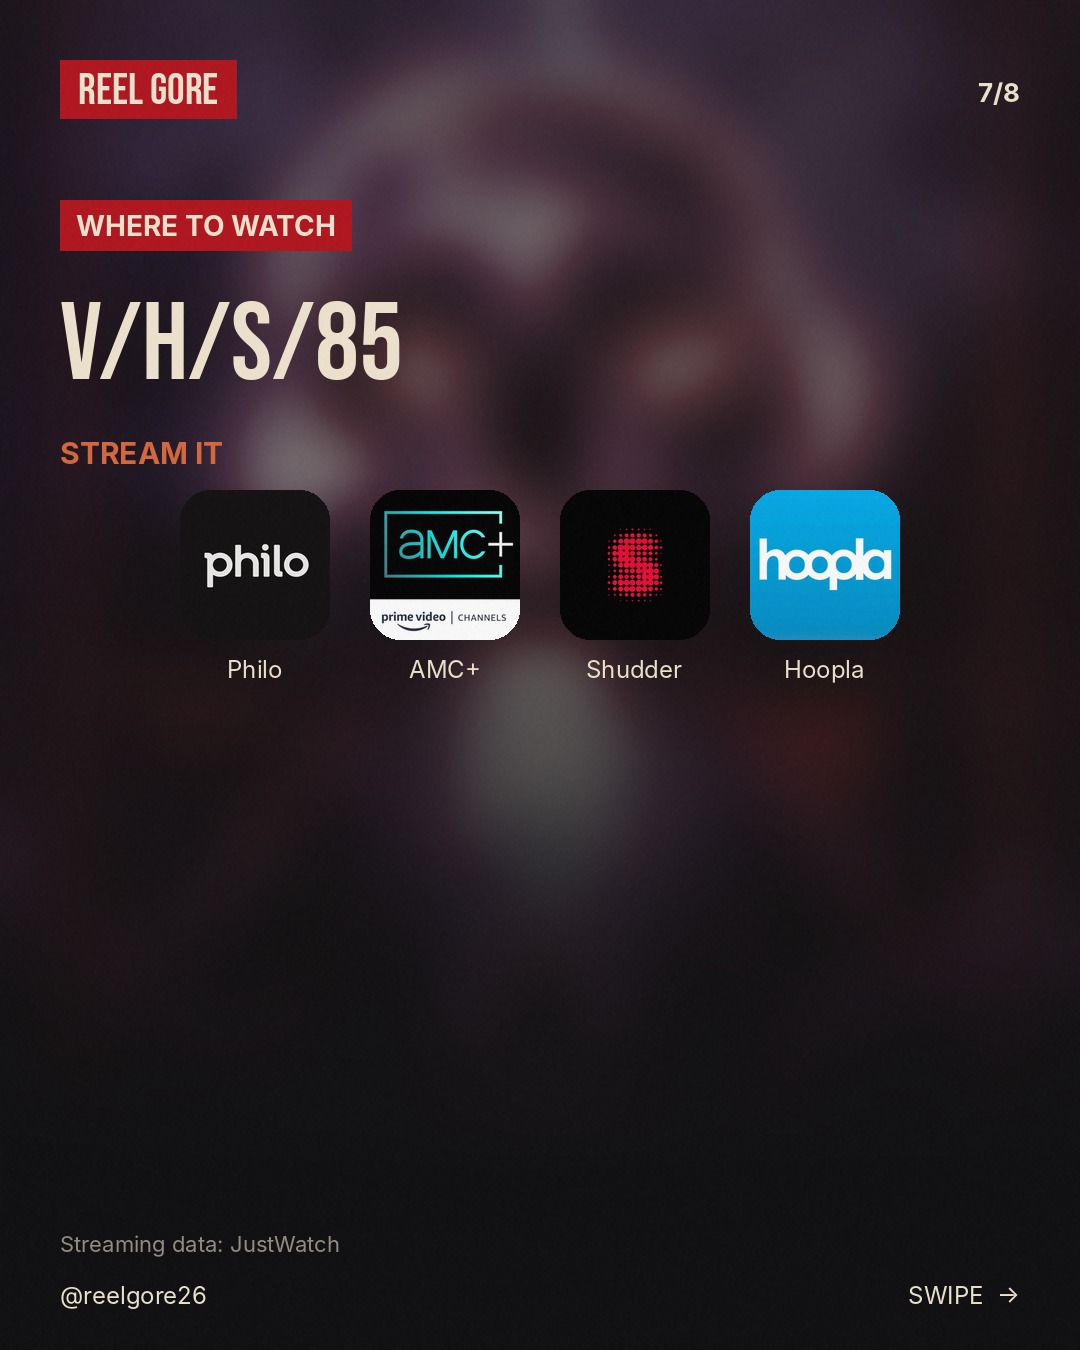 REEL GORE
7/8
WHERE TO WATCH
V/H/S/85
STREAM IT
philo
aMC+
prime video | CHANNELS
hoopla
Philo
AMC+
Shudder
Hoopla
Streaming data: JustWatch
@reelgore26
SWIPE →